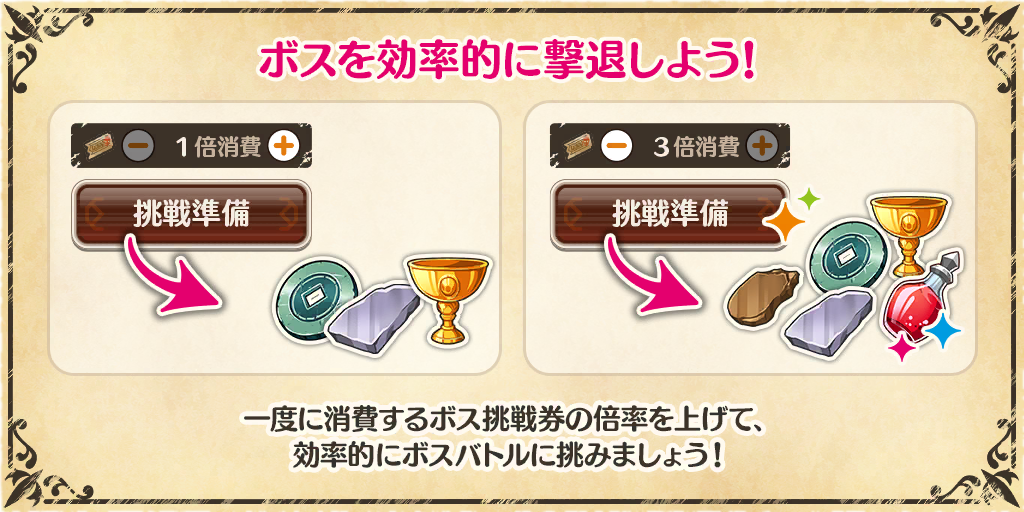 ボスを効率的に撃退しよう!
1倍消費
挑戦準備
3倍消費
挑戦準備
一度に消費するボス挑戦券の倍率を上げて、
効率的にボスバトルに挑みましょう!